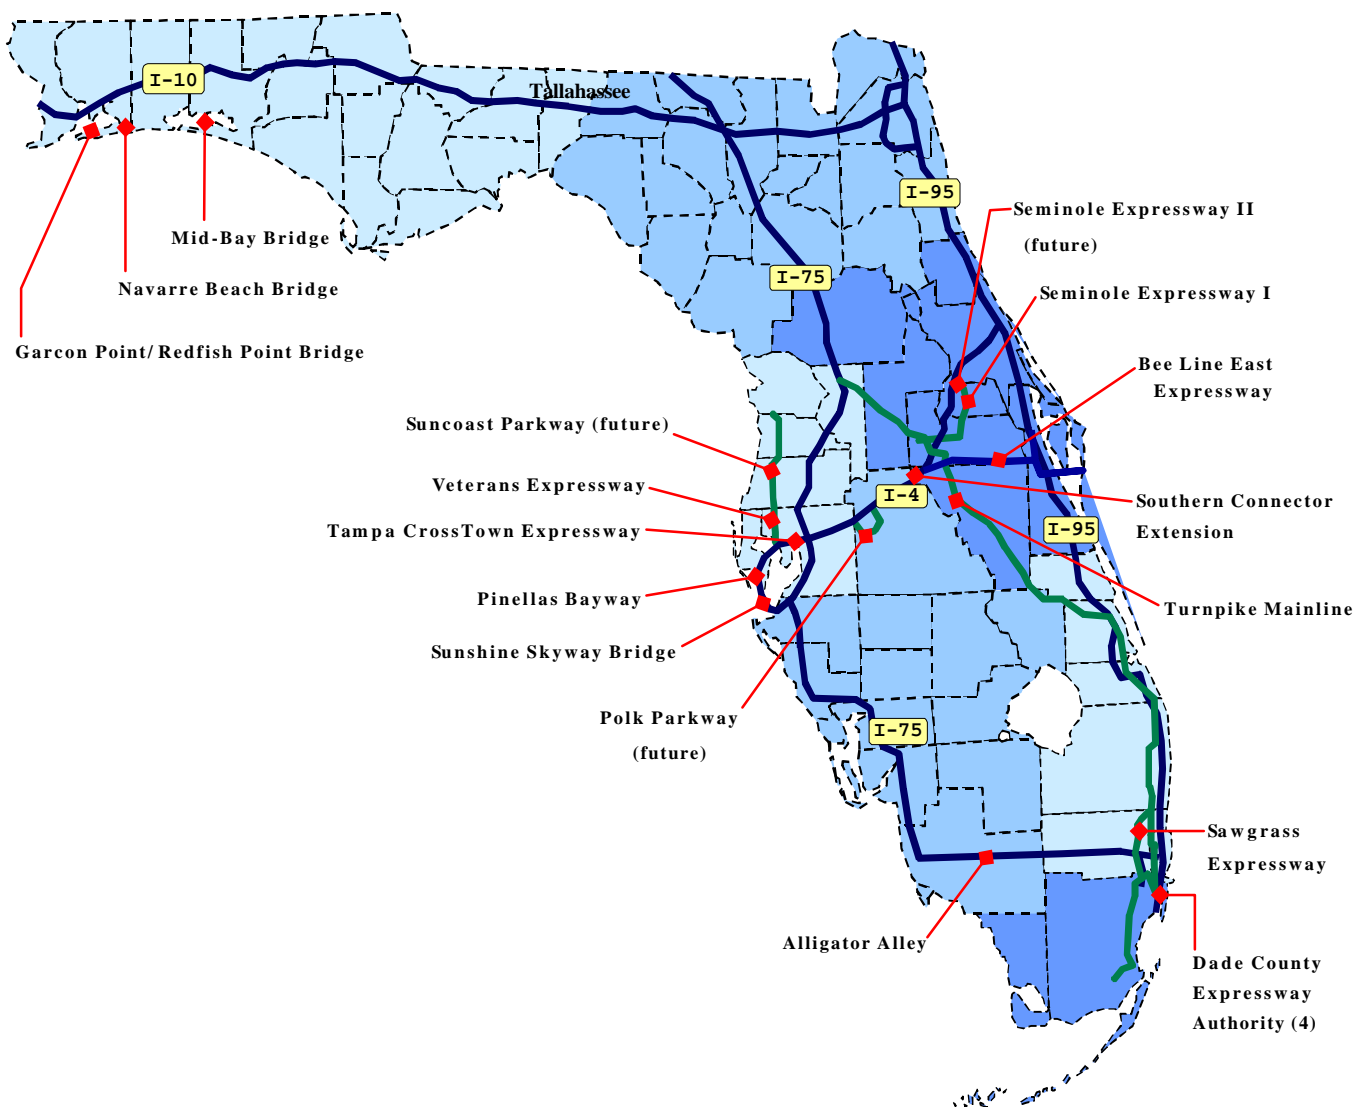 I-10
Tallahassee
I-95
Seminole Expressway II
(future)
Mid-Bay Bridge
I-75
Navarre Beach Bridge
Seminole Expressway I
Garcon Point/ Redfish Point Bridge
Bee Line East
Expressway
Suncoast Parkway (future)
Veterans Expressway
I-4
Southern Connector
Extension
Tampa CrossTown Expressway
I-95
Pinellas Bayway
Turnpike Mainline
Sunshine Skyway Bridge
Polk Parkway
(future)
I-75
Sawgrass
Expressway
Alligator Alley
Dade County
Expressway
Authority (4)